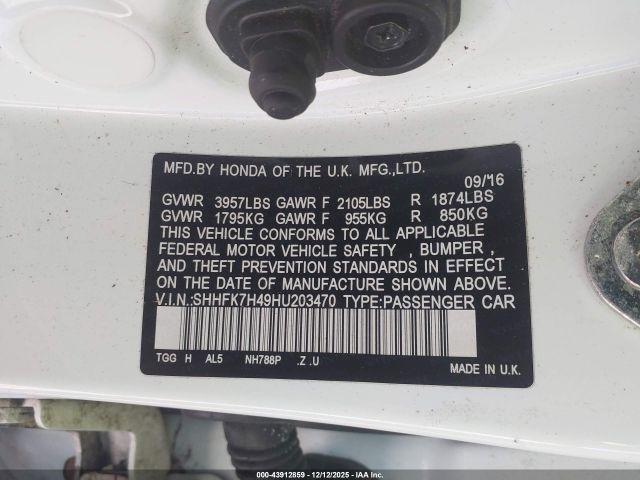 MFD.BY HONDA OF THE U.K. MFG.,LTD.
09/16
GVWR 3957LBS GAWR F 2105LBS R 1874LBS
GVWR 1795KG GAWR F 955KG R 850KG
THIS VEHICLE CONFORMS TO ALL APPLICABLE
FEDERAL MOTOR VEHICLE SAFETY , BUMPER ,
AND THEFT PREVENTION STANDARDS IN EFFECT
ON THE DATE OF MANUFACTURE SHOWN ABOVE.
V.I.N.:SHHFK7H49HU203470 TYPE:PASSENGER CAR
TGG H AL5 NH788P .Z .U
MADE IN U.K.
000-43912859 • 12/12/2025 • IAAI.COM